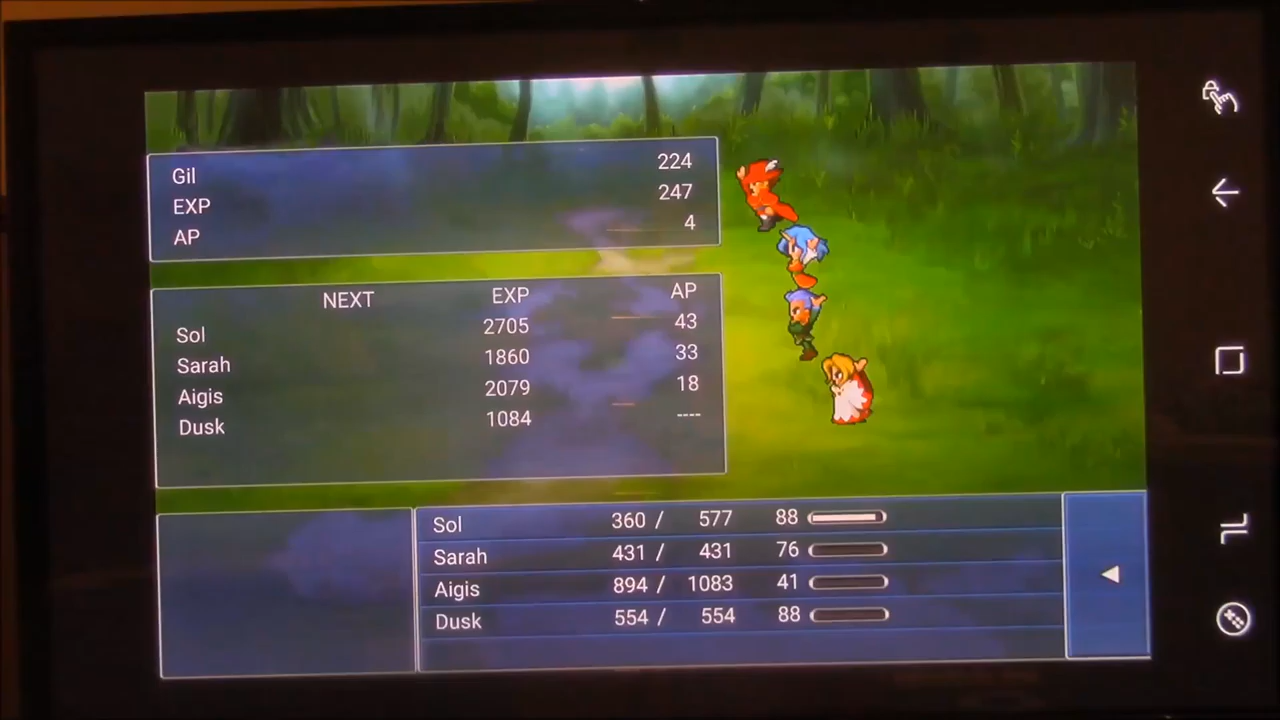 Gil 224
EXP 247
AP 4
NEXT EXP AP
Sol 2705 43
Sarah 1860 33
Aigis 2079 18
Dusk 1084 ----
Sol 360 / 577 88
Sarah 431 / 431 76
Aigis 894 / 1083 41
Dusk 554 / 554 88